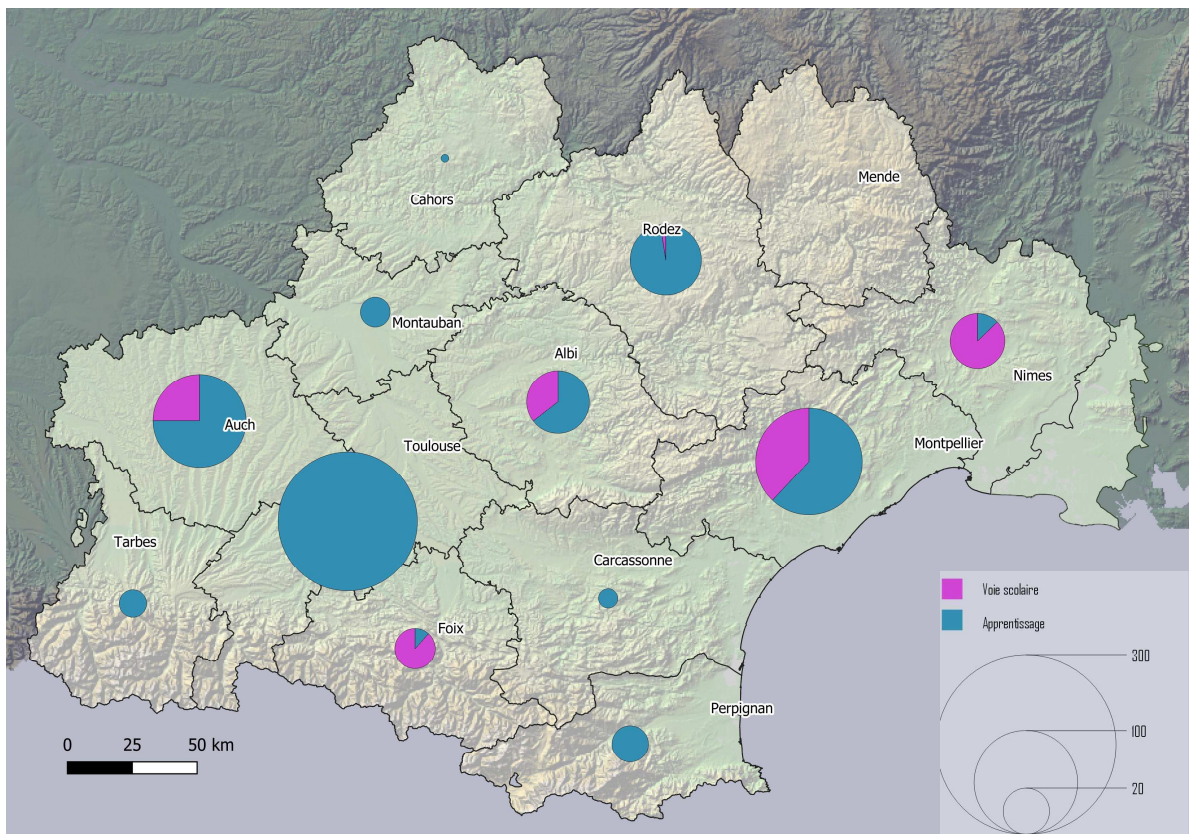 Cahors
Mende
Rodez
Montauban
Albi
Nimes
Auch
Toulouse
Montpellier
Tarbes
Carcassonne
Foix
Perpignan
0 25 50 km
Voie scolaire
Apprentissage
300
100
20